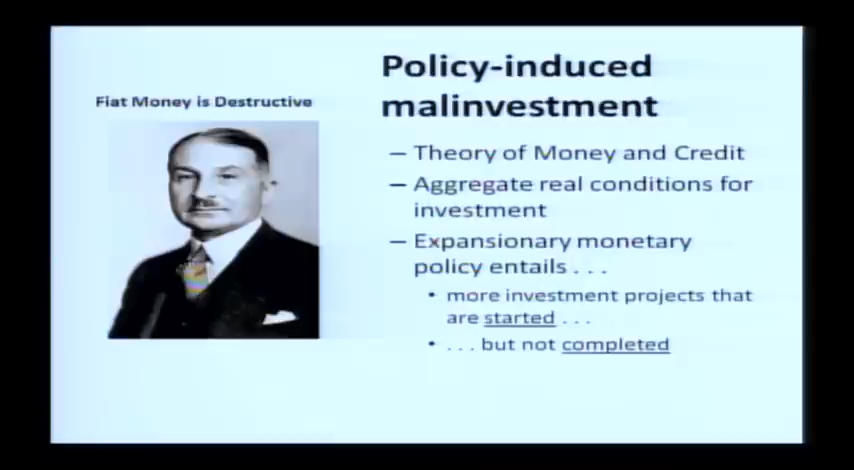 Policy-induced
malinvestment
Fiat Money is Destructive
– Theory of Money and Credit
– Aggregate real conditions for
investment
– Expansionary monetary
policy entails . . .
• more investment projects that
are started . . .
• . . . but not completed